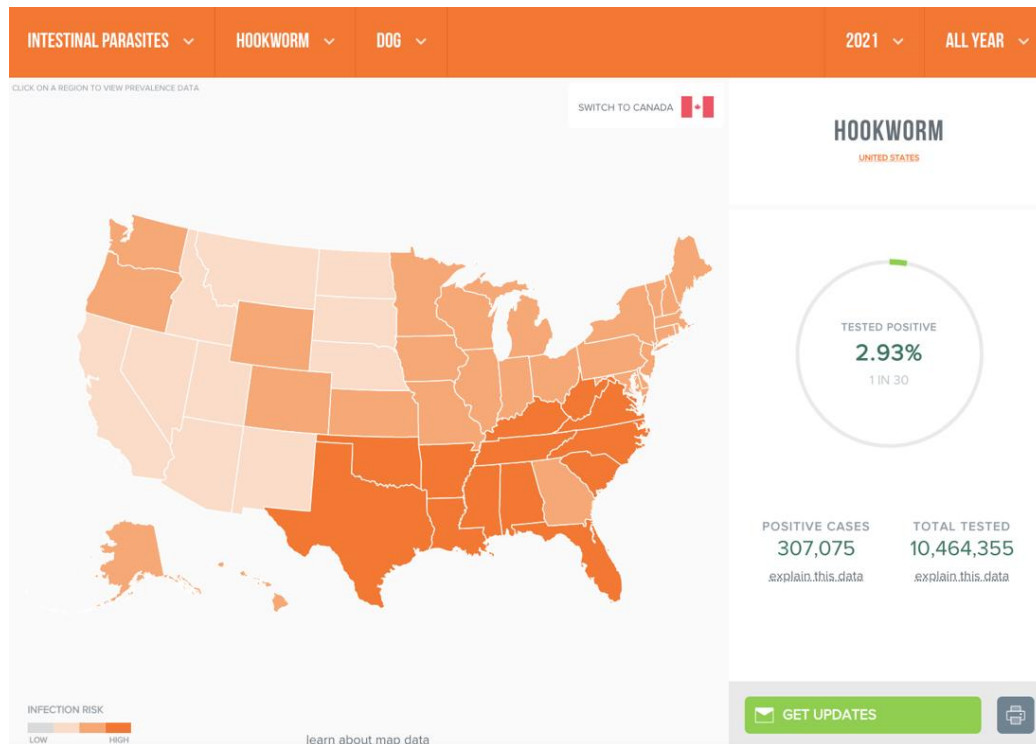 INTESTINAL PARASITES
HOOKWORM
DOG
2021
ALL YEAR
CLICK ON A REGION TO VIEW PREVALENCE DATA
SWITCH TO CANADA
HOOKWORM
UNITED STATES
TESTED POSITIVE
2.93%
1 IN 30
POSITIVE CASES
307,075
explain this data
TOTAL TESTED
10,464,355
explain this data
INFECTION RISK
LOW
HIGH
learn about map data
GET UPDATES